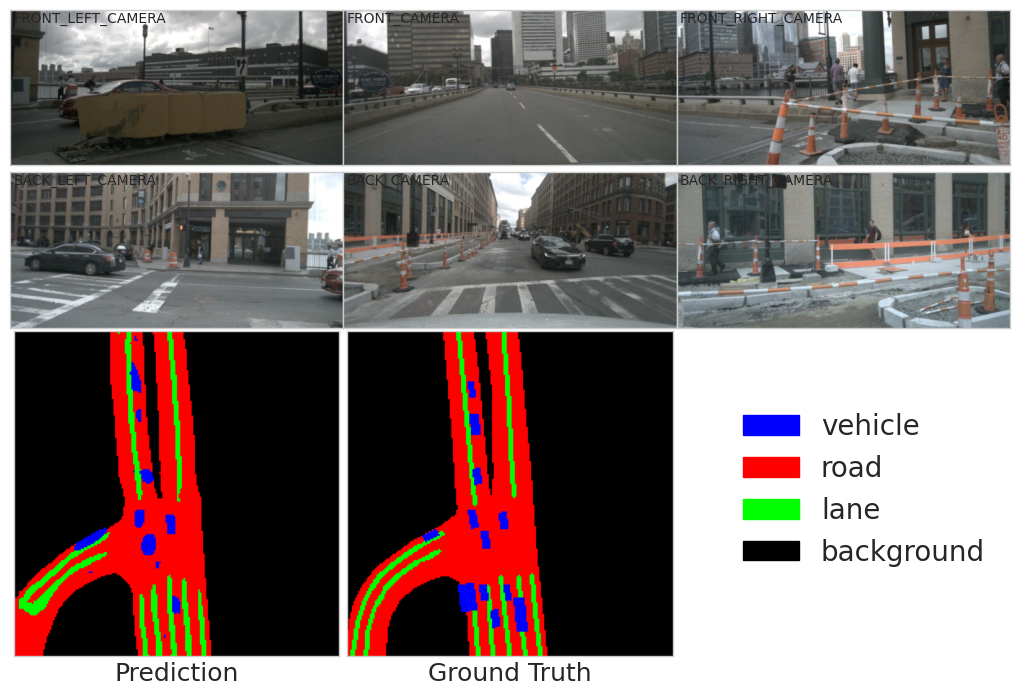 FRONT_LEFT_CAMERA
FRONT_CAMERA
FRONT_RIGHT_CAMERA
BACK_LEFT_CAMERA
BACK_CAMERA
BACK_RIGHT_CAMERA
vehicle
road
lane
background
Prediction
Ground Truth